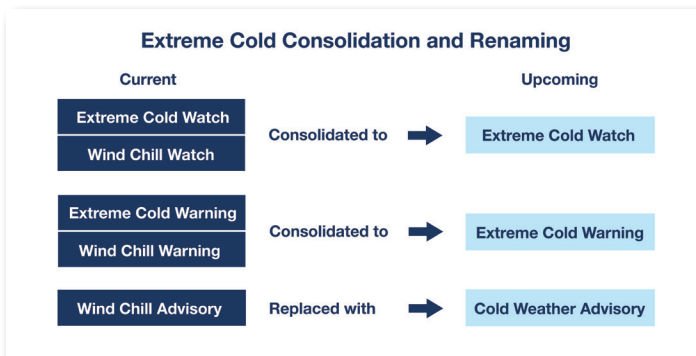 Extreme Cold Consolidation and Renaming
Current
Upcoming
Extreme Cold Watch
Wind Chill Watch
Consolidated to
Extreme Cold Watch
Extreme Cold Warning
Wind Chill Warning
Consolidated to
Extreme Cold Warning
Wind Chill Advisory
Replaced with
Cold Weather Advisory